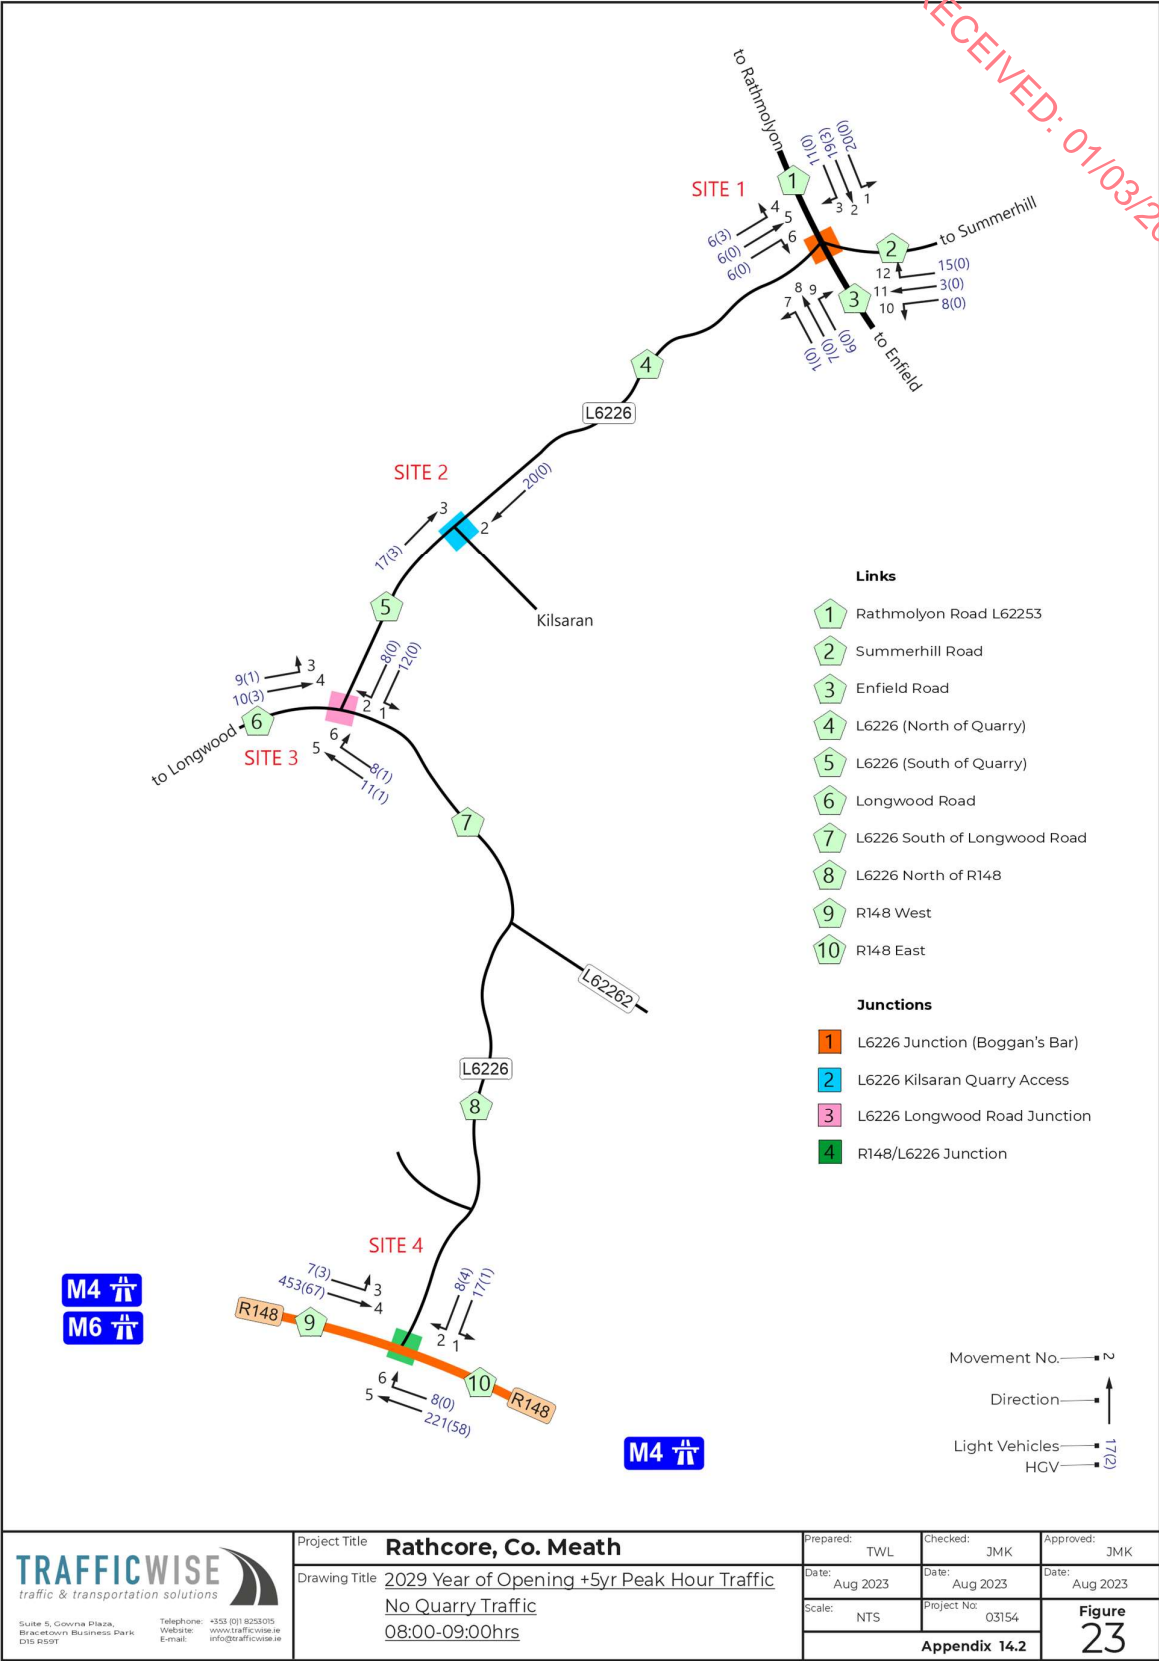 RECEIVED: 01/03/20
to Rathmolyon
11(0)
19(3)
20(0)
SITE 1
1
4
5
6
3
2
1
6(3)
6(0)
6(0)
to Summerhill
2
12
15(0)
11
3(0)
10
8(0)
8
9
7
3
1(0)
7(0)
6(0)
to Enfield
4
L6226
SITE 2
20(0)
3
2
17(3)
5
Kilsaran
8(0)
12(0)
9(1)
3
10(3)
4
2
1
6
to Longwood
SITE 3
6
5
8(1)
11(1)
7
L62262
L6226
8
SITE 4
7(3)
453(67)
3
4
8(4)
17(1)
2
1
M4
M6
R148
9
6
5
8(0)
221(58)
10
R148
M4
Links
1 Rathmolyon Road L62253
2 Summerhill Road
3 Enfield Road
4 L6226 (North of Quarry)
5 L6226 (South of Quarry)
6 Longwood Road
7 L6226 South of Longwood Road
8 L6226 North of R148
9 R148 West
10 R148 East
Junctions
1 L6226 Junction (Boggan's Bar)
2 L6226 Kilsaran Quarry Access
3 L6226 Longwood Road Junction
4 R148/L6226 Junction
Movement No. 2
Direction
Light Vehicles
HGV
17(2)
TRAFFICWISE
traffic & transportation solutions
Suite 5, Gowna Plaza,
Bracetown Business Park
D15 R59T
Telephone: +353 (0)1 8253015
Website: www.trafficwise.ie
E-mail: info@trafficwise.ie
Project Title Rathcore, Co. Meath
Drawing Title 2029 Year of Opening +5yr Peak Hour Traffic
No Quarry Traffic
08:00-09:00hrs
Prepared: TWL
Checked: JMK
Approved: JMK
Date: Aug 2023
Date: Aug 2023
Date: Aug 2023
Scale: NTS
Project No: 03154
Figure
23
Appendix 14.2